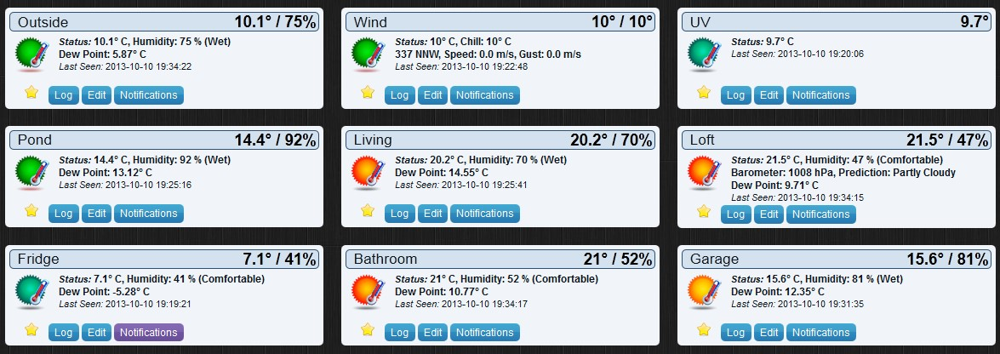 Outside 10.1° / 75%
Status: 10.1° C, Humidity: 75 % (Wet)
Dew Point: 5.87° C
Last Seen: 2013-10-10 19:34:22
Log Edit Notifications
Wind 10° / 10°
Status: 10° C, Chill: 10° C
337 NNW, Speed: 0.0 m/s, Gust: 0.0 m/s
Last Seen: 2013-10-10 19:22:48
Log Edit Notifications
UV 9.7°
Status: 9.7° C
Last Seen: 2013-10-10 19:20:06
Log Edit Notifications
Pond 14.4° / 92%
Status: 14.4° C, Humidity: 92 % (Wet)
Dew Point: 13.12° C
Last Seen: 2013-10-10 19:25:16
Log Edit Notifications
Living 20.2° / 70%
Status: 20.2° C, Humidity: 70 % (Wet)
Dew Point: 14.55° C
Last Seen: 2013-10-10 19:25:41
Log Edit Notifications
Loft 21.5° / 47%
Status: 21.5° C, Humidity: 47 % (Comfortable)
Barometer: 1008 hPa, Prediction: Partly Cloudy
Dew Point: 9.71° C
Last Seen: 2013-10-10 19:34:15
Log Edit Notifications
Fridge 7.1° / 41%
Status: 7.1° C, Humidity: 41 % (Comfortable)
Dew Point: -5.28° C
Last Seen: 2013-10-10 19:19:21
Log Edit Notifications
Bathroom 21° / 52%
Status: 21° C, Humidity: 52 % (Comfortable)
Dew Point: 10.77° C
Last Seen: 2013-10-10 19:34:17
Log Edit Notifications
Garage 15.6° / 81%
Status: 15.6° C, Humidity: 81 % (Wet)
Dew Point: 12.35° C
Last Seen: 2013-10-10 19:31:35
Log Edit Notifications